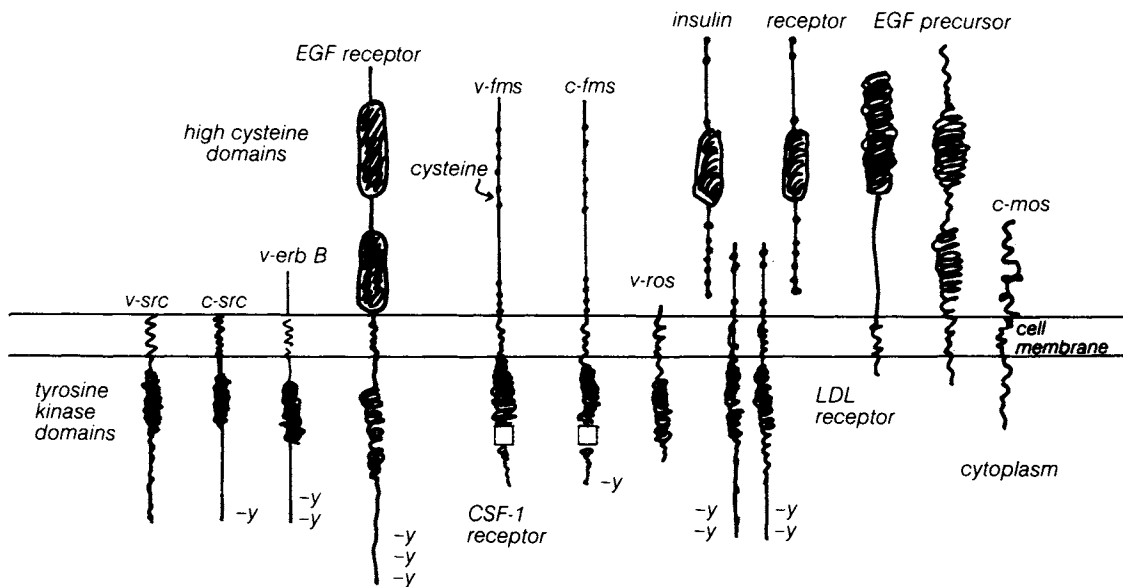 insulin receptor EGF precursor
EGF receptor
v-fms c-fms
high cysteine
domains
cysteine
c-mos
v-erb B
v-ros
v-src c-src
cell
membrane
tyrosine
kinase
domains
LDL
receptor
cytoplasm
-y
-y
-y
-y
CSF-1
receptor
-y
-y
-y
-y
-y
-y
-y